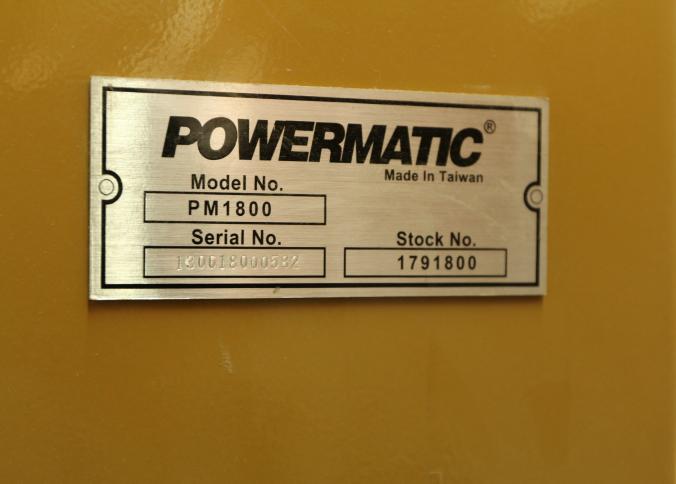 POWERMATIC®
Made In Taiwan
Model No.
PM1800
Serial No.
Stock No.
1791800